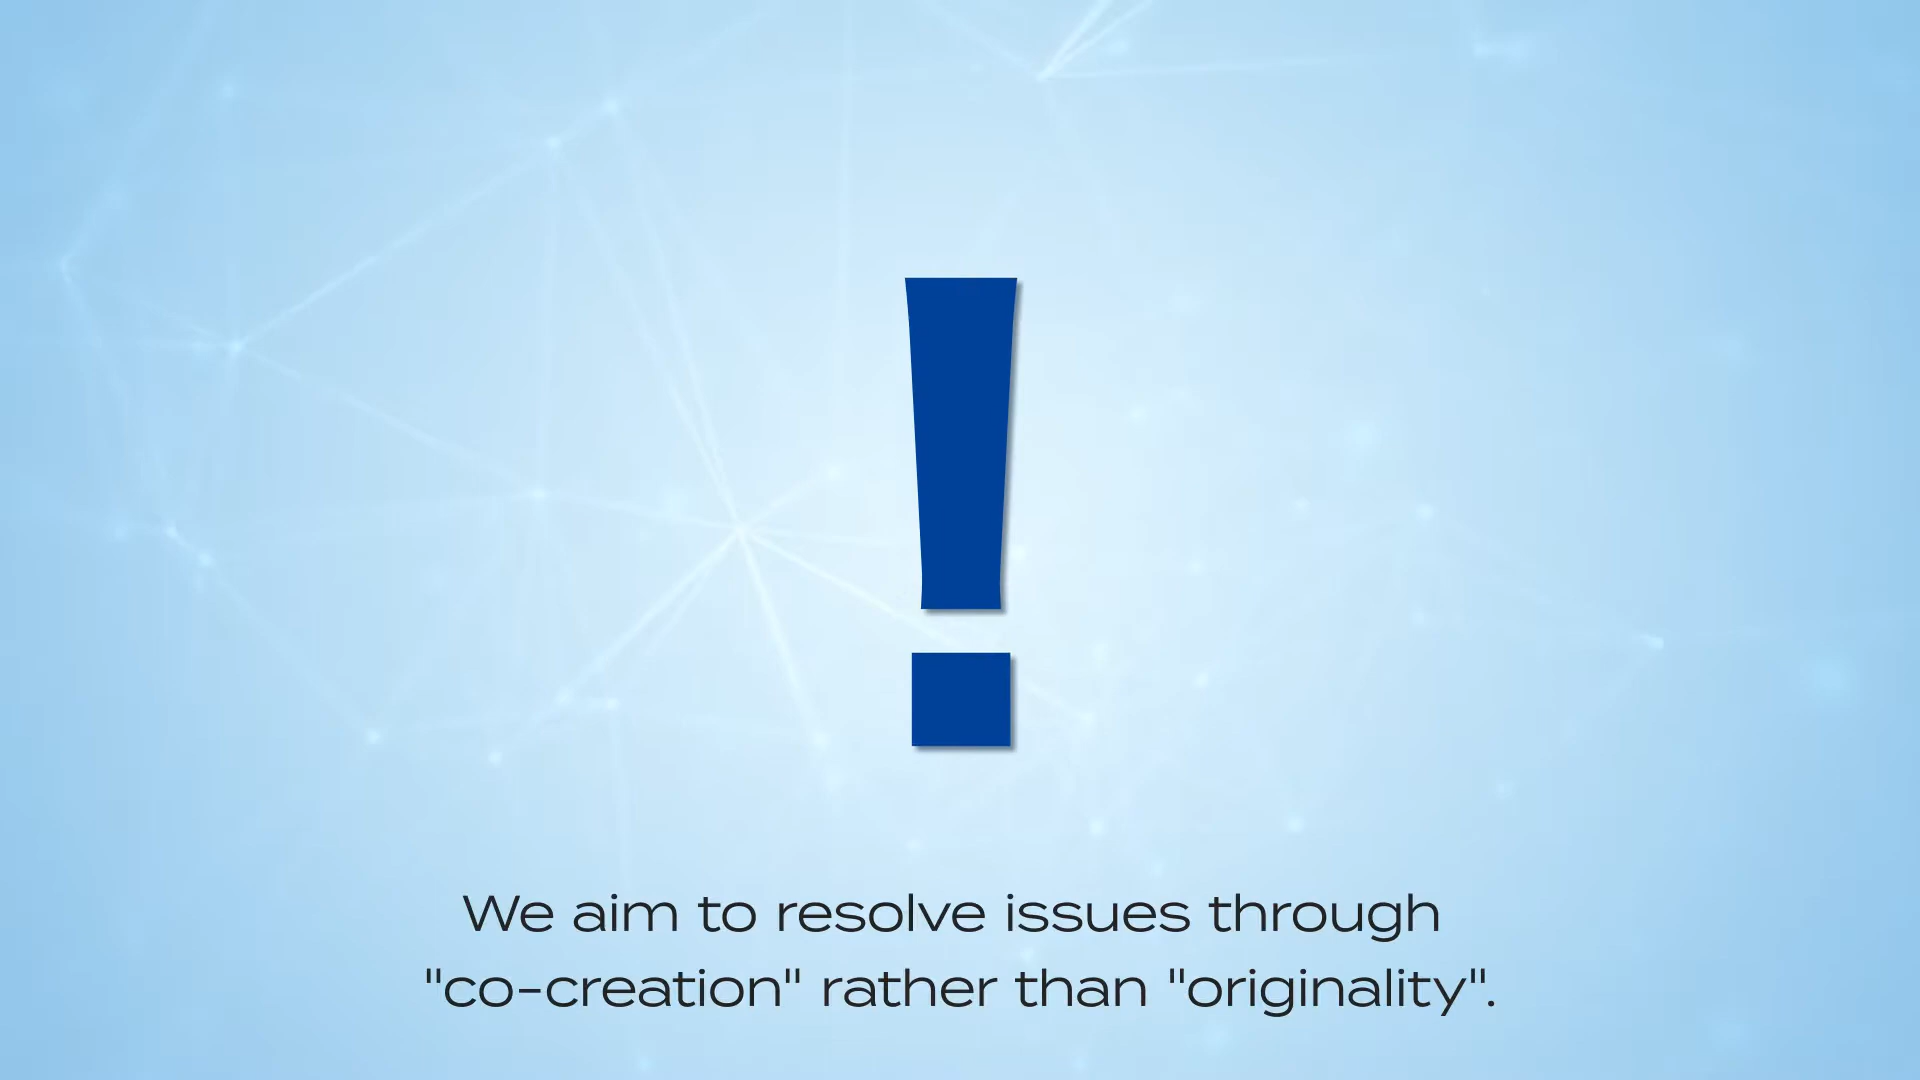 !
We aim to resolve issues through
"co-creation" rather than "originality".